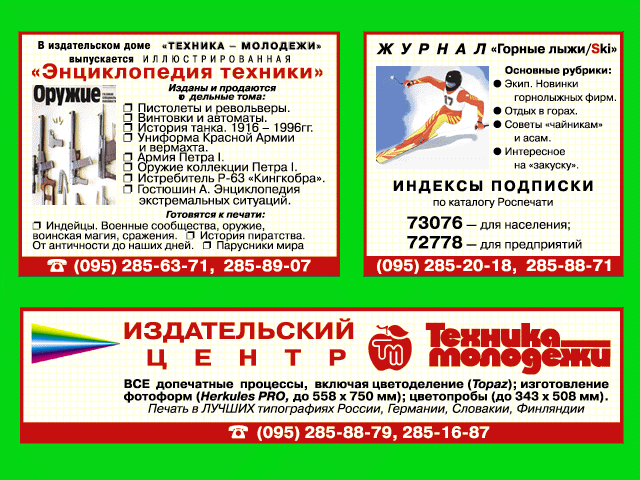 В издательском доме «ТЕХНИКА – МОЛОДЕЖИ»
выпускается ИЛЛЮСТРИРОВАННАЯ
«Энциклопедия техники»
Оружие
Изданы и продаются
отдельные тома:
❒ Пистолеты и револьверы.
❒ Винтовки и автоматы.
❒ История танка. 1916 – 1996гг.
❒ Униформа Красной Армии
и вермахта.
❒ Армия Петра I.
❒ Оружие коллекции Петра I.
❒ Истребитель Р-63 «Кингкобра».
❒ Гостюшин А. Энциклопедия
экстремальных ситуаций.
Готовятся к печати:
❒ Индейцы. Военные сообщества, оружие,
воинская магия, сражения. ❒ История пиратства.
От античности до наших дней. ❒ Парусники мира
☎ (095) 285-63-71, 285-89-07
ЖУРНАЛ «Горные лыжи/Ski»
17
Основные рубрики:
● Экип. Новинки
горнолыжных фирм.
● Отдых в горах.
● Советы «чайникам»
и асам.
● Интересное
на «закуску».
ИНДЕКСЫ ПОДПИСКИ
по каталогу Роспечати
73076 — для населения;
72778 — для предприятий
(095) 285-20-18, 285-88-71
ИЗДАТЕЛЬСКИЙ
ЦЕНТР
ТМ
Техника
молодежи
ВСЕ допечатные процессы, включая цветоделение (Topaz); изготовление
фотоформ (Herkules PRO, до 558 х 750 мм); цветопробы (до 343 х 508 мм).
Печать в ЛУЧШИХ типографиях России, Германии, Словакии, Финляндии
☎ (095) 285-88-79, 285-16-87